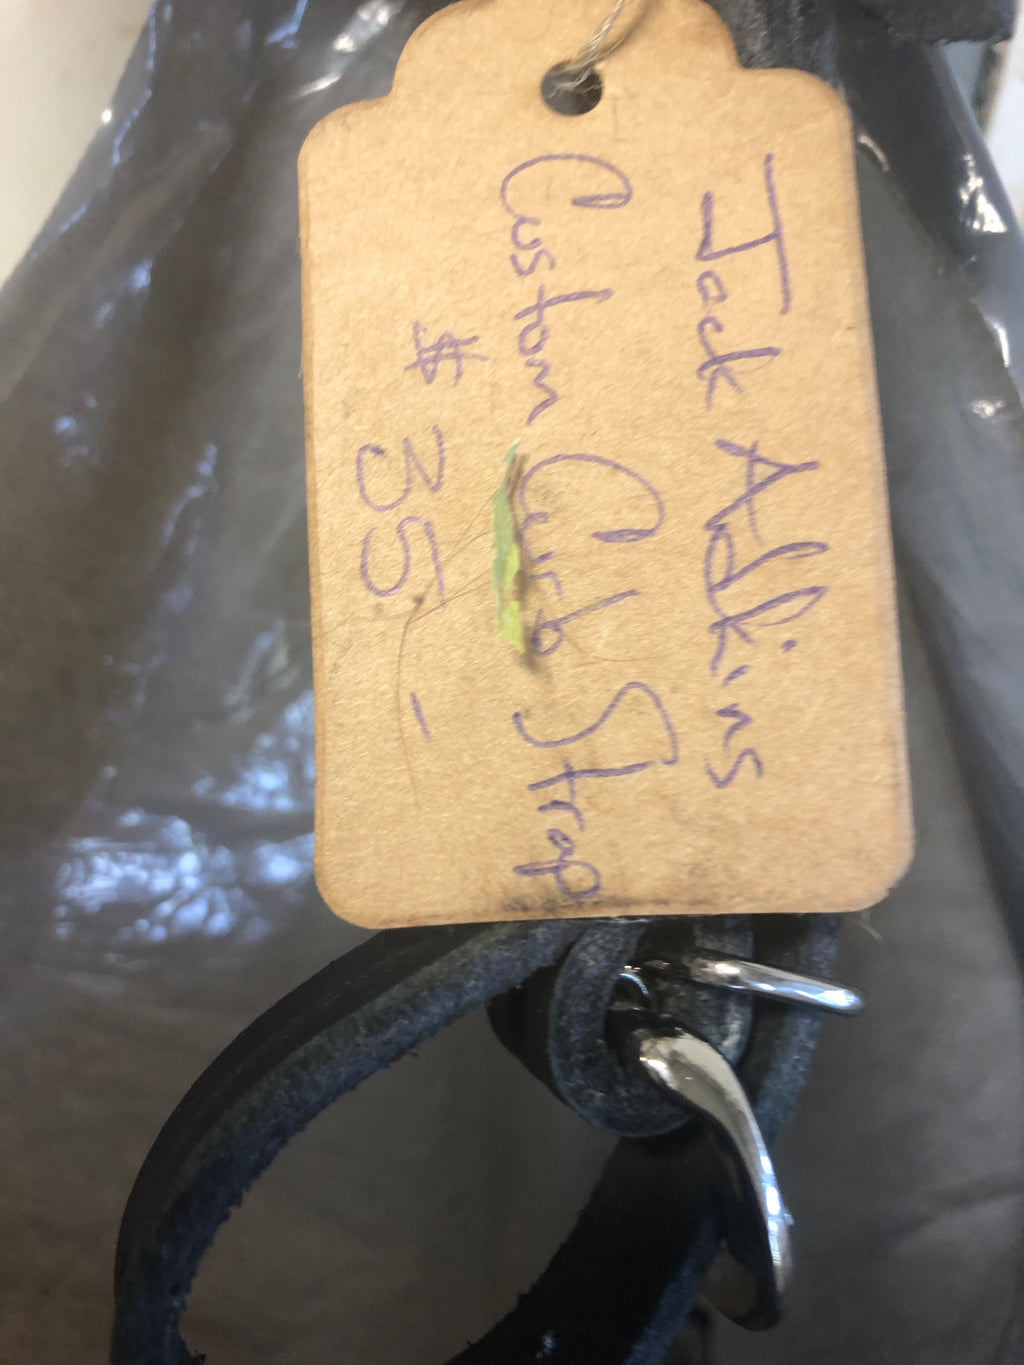 Jack Adkins
Custom Curb Strap
$35-